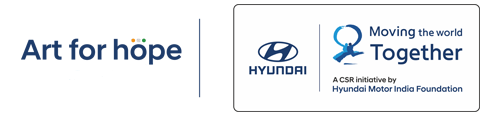 Art for hope
HYUNDAI
Moving the world
Together
A CSR initiative by
Hyundai Motor India Foundation